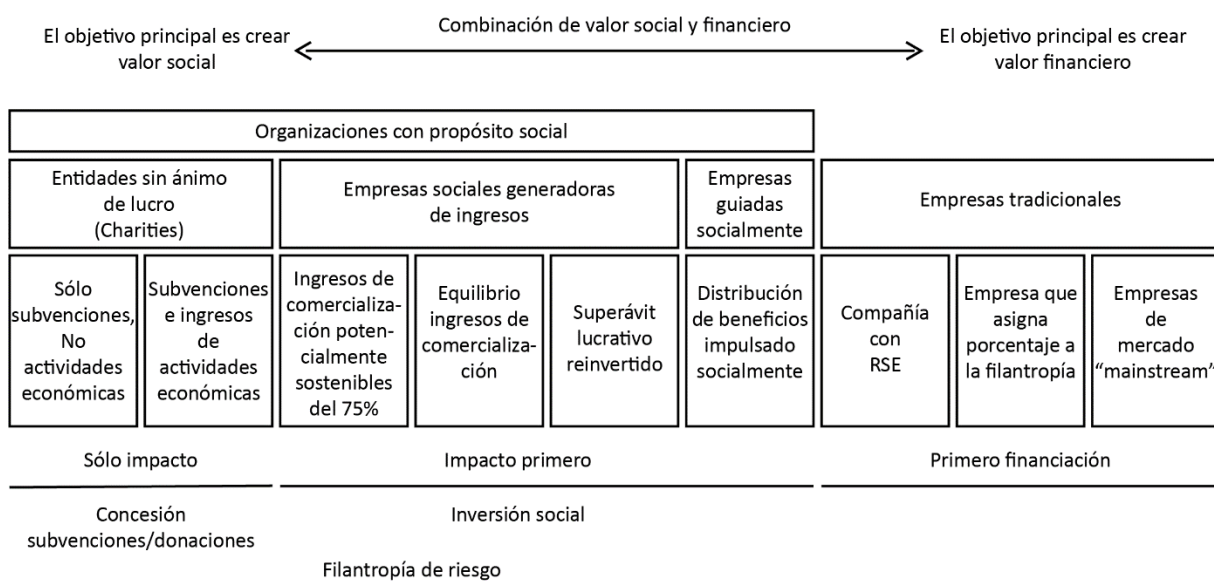 Combinación de valor social y financiero
El objetivo principal es crear
valor social
El objetivo principal es crear
valor financiero
Organizaciones con propósito social
Entidades sin ánimo
de lucro
(Charities)
Empresas sociales generadoras
de ingresos
Empresas
guiadas
socialmente
Empresas tradicionales
Sólo
subvenciones,
No
actividades
económicas
Subvenciones
e ingresos
de
actividades
económicas
Ingresos de
comercializa-
ción poten-
cialmente
sostenibles
del 75%
Equilibrio
ingresos de
comercializa-
ción
Superávit
lucrativo
reinvertido
Distribución
de beneficios
impulsado
socialmente
Compañía
con
RSE
Empresa que
asigna
porcentaje a
la filantropía
Empresas
de
mercado
“mainstream”
Sólo impacto
Impacto primero
Primero financiación
Concesión
subvenciones/donaciones
Inversión social
Filantropía de riesgo